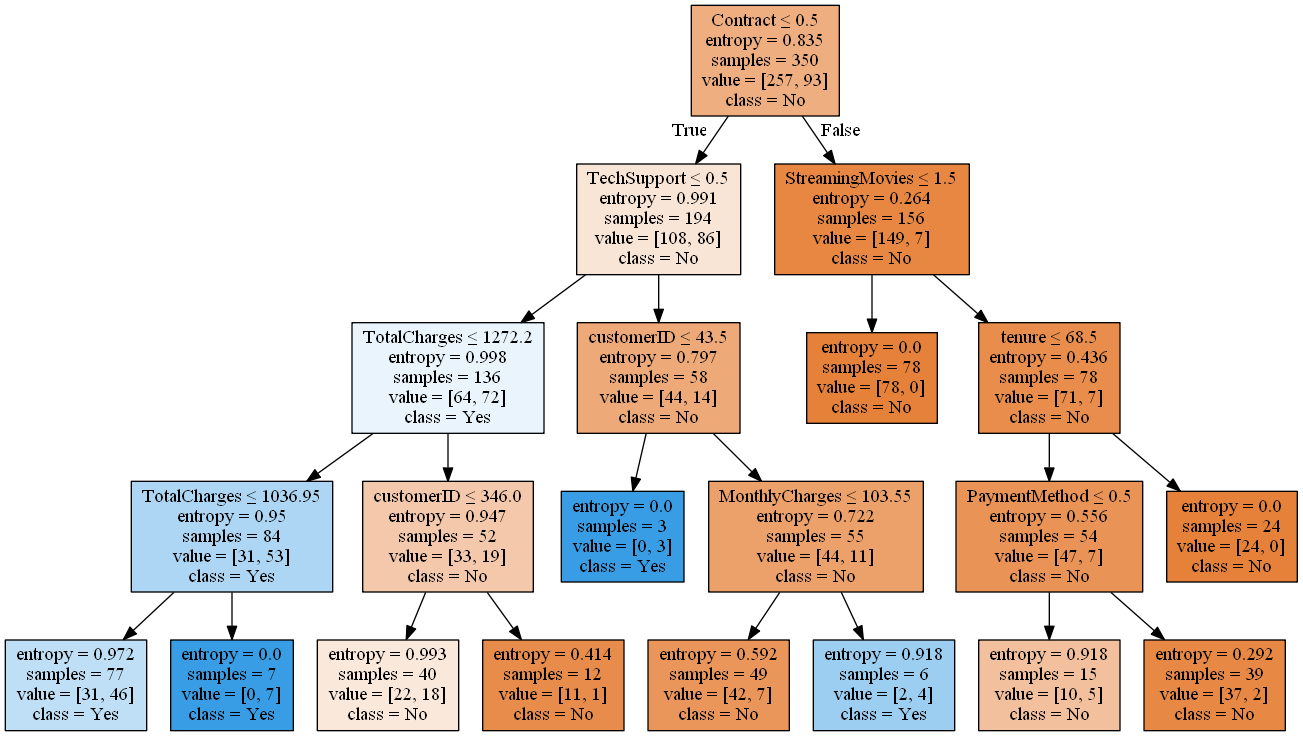 Contract ≤ 0.5
entropy = 0.835
samples = 350
value = [257, 93]
class = No
True
False
TechSupport ≤ 0.5
entropy = 0.991
samples = 194
value = [108, 86]
class = No
StreamingMovies ≤ 1.5
entropy = 0.264
samples = 156
value = [149, 7]
class = No
TotalCharges ≤ 1272.2
entropy = 0.998
samples = 136
value = [64, 72]
class = Yes
customerID ≤ 43.5
entropy = 0.797
samples = 58
value = [44, 14]
class = No
entropy = 0.0
samples = 78
value = [78, 0]
class = No
tenure ≤ 68.5
entropy = 0.436
samples = 78
value = [71, 7]
class = No
TotalCharges ≤ 1036.95
entropy = 0.95
samples = 84
value = [31, 53]
class = Yes
customerID ≤ 346.0
entropy = 0.947
samples = 52
value = [33, 19]
class = No
entropy = 0.0
samples = 3
value = [0, 3]
class = Yes
MonthlyCharges ≤ 103.55
entropy = 0.722
samples = 55
value = [44, 11]
class = No
PaymentMethod ≤ 0.5
entropy = 0.556
samples = 54
value = [47, 7]
class = No
entropy = 0.0
samples = 24
value = [24, 0]
class = No
entropy = 0.972
samples = 77
value = [31, 46]
class = Yes
entropy = 0.0
samples = 7
value = [0, 7]
class = Yes
entropy = 0.993
samples = 40
value = [22, 18]
class = No
entropy = 0.414
samples = 12
value = [11, 1]
class = No
entropy = 0.592
samples = 49
value = [42, 7]
class = No
entropy = 0.918
samples = 6
value = [2, 4]
class = Yes
entropy = 0.918
samples = 15
value = [10, 5]
class = No
entropy = 0.292
samples = 39
value = [37, 2]
class = No